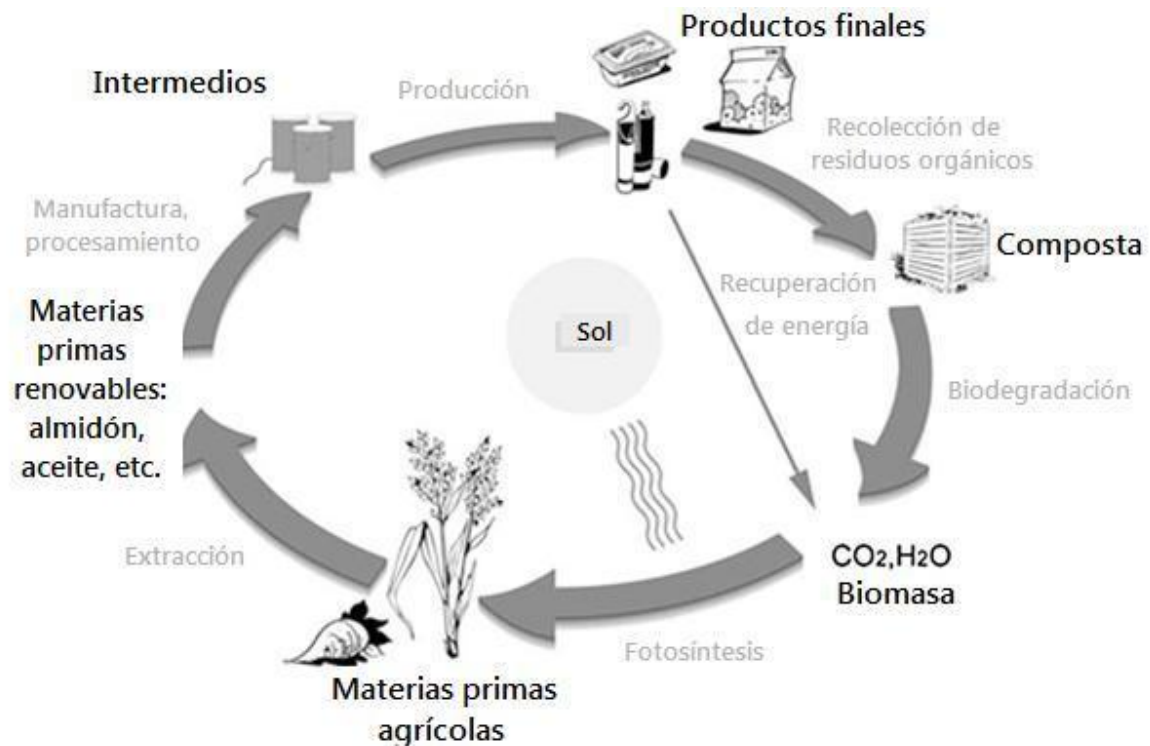 Productos finales
Intermedios
Producción
Recolección de
residuos orgánicos
Manufactura,
procesamiento
Composta
Recuperación
de energía
Sol
Materias
primas
renovables:
almidón,
aceite, etc.
Biodegradación
Extracción
CO2,H2O
Biomasa
Fotosíntesis
Materias primas
agrícolas